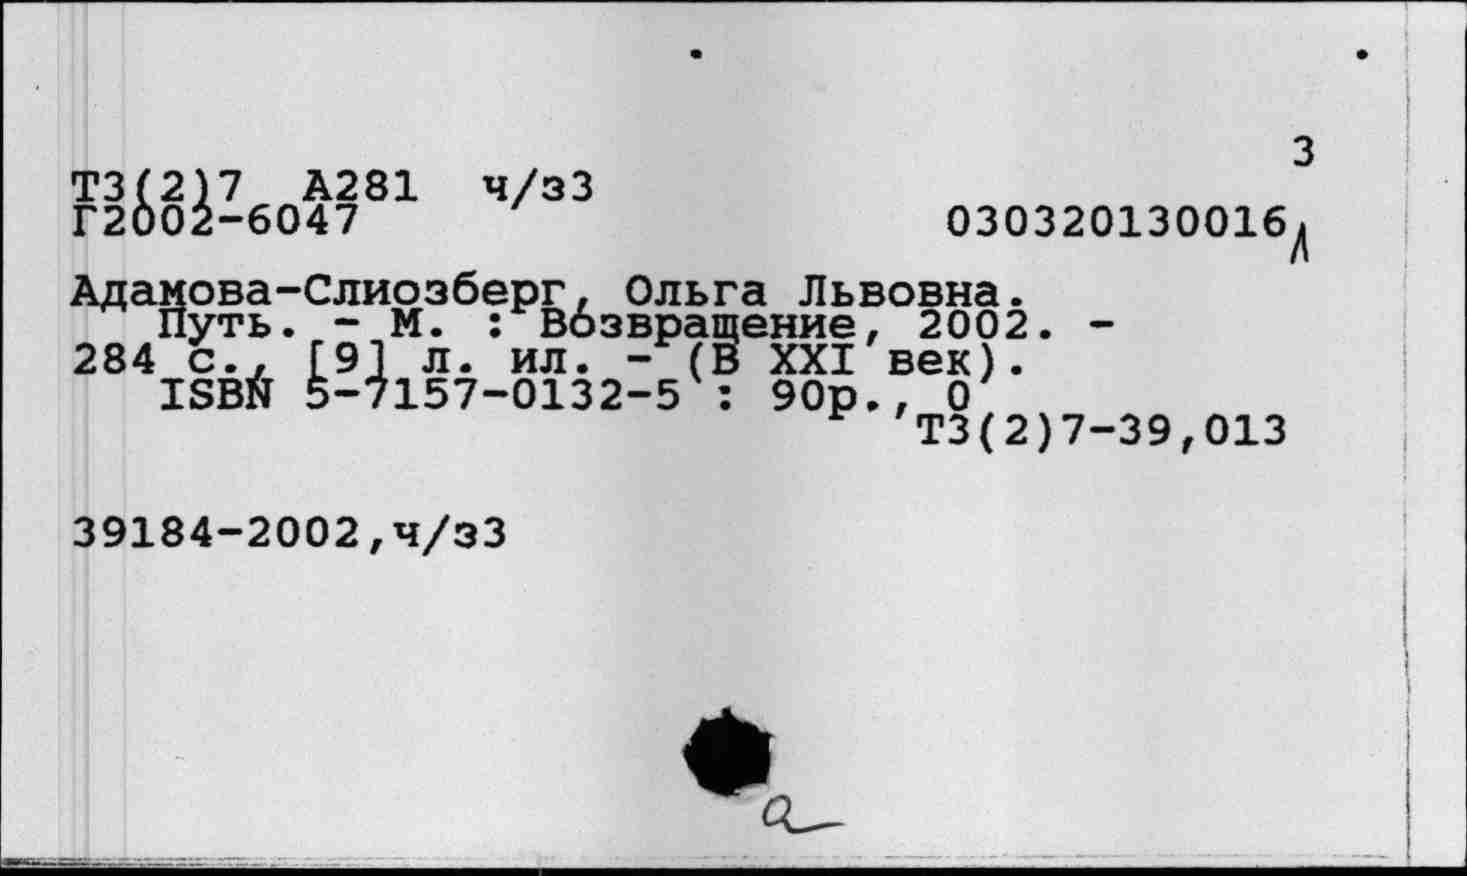 3
Т3(2)7 А281 ч/з3
Г2002-6047 030320130016Д
Адамова-Слиозберг, Ольга Львовна.
Путь. - М. : Возвращение, 2002. -
284 с., [9] л. ил. - (В XXI век).
ISBN 5-7157-0132-5 : 90р., 0
Т3(2)7-39,013
39184-2002,ч/з3